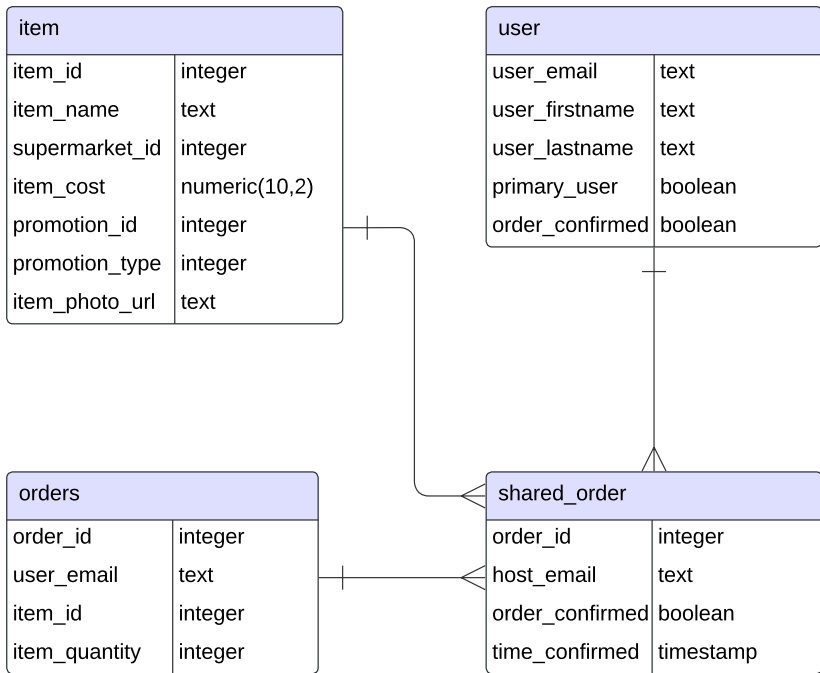 item
item_id integer
item_name text
supermarket_id integer
item_cost numeric(10,2)
promotion_id integer
promotion_type integer
item_photo_url text
user
user_email text
user_firstname text
user_lastname text
primary_user boolean
order_confirmed boolean
orders
order_id integer
user_email text
item_id integer
item_quantity integer
shared_order
order_id integer
host_email text
order_confirmed boolean
time_confirmed timestamp